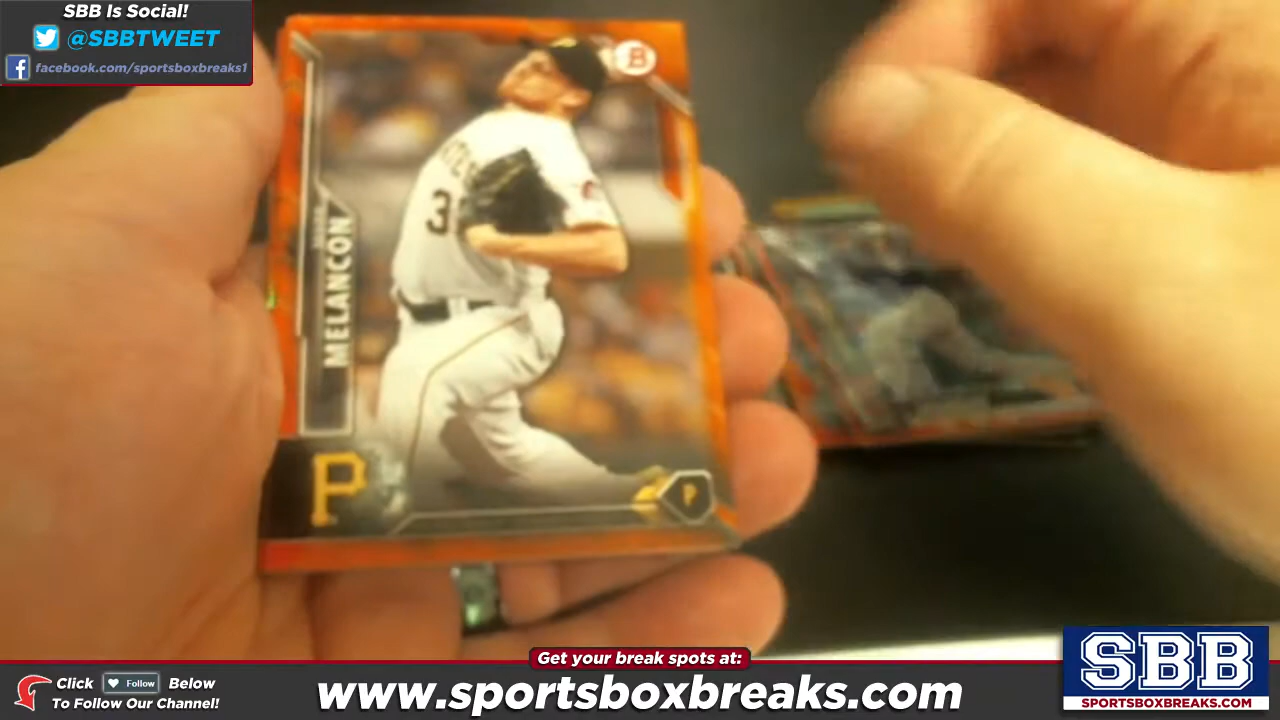 SBB Is Social!
@SBBTWEET
facebook.com/sportsboxbreaks1
B
3
MELANCON
P
P
Get your break spots at:
Click Follow Below
To Follow Our Channel!
www.sportsboxbreaks.com
SBB
SPORTSBOXBREAKS.COM